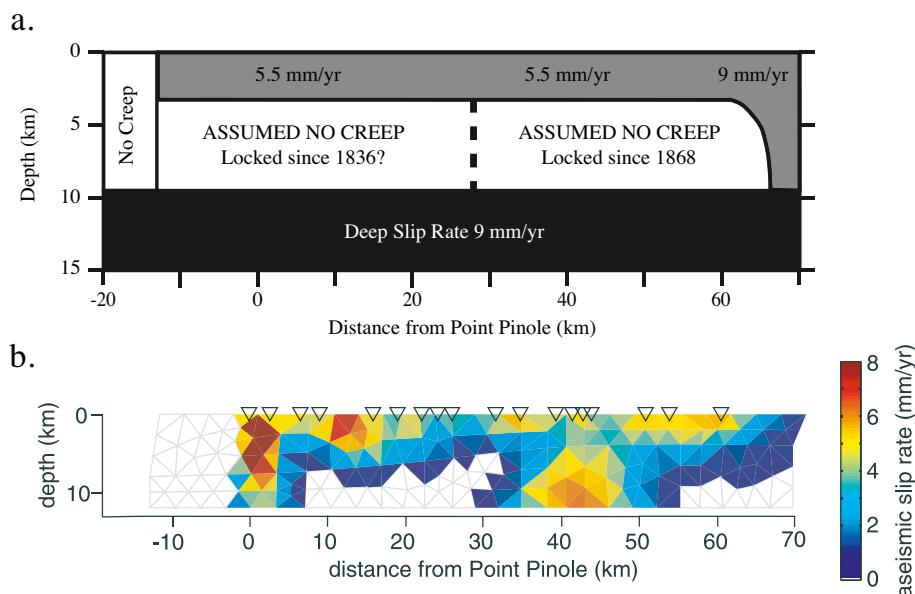 a.
0
5
10
15
Depth (km)
No Creep
5.5 mm/yr 5.5 mm/yr 9 mm/yr
ASSUMED NO CREEP
Locked since 1836?
ASSUMED NO CREEP
Locked since 1868
Deep Slip Rate 9 mm/yr
-20 0 20 40 60
Distance from Point Pinole (km)
b.
0
10
depth (km)
-10 0 10 20 30 40 50 60 70
distance from Point Pinole (km)
8
6
4
2
0
aseismic slip rate (mm/yr)